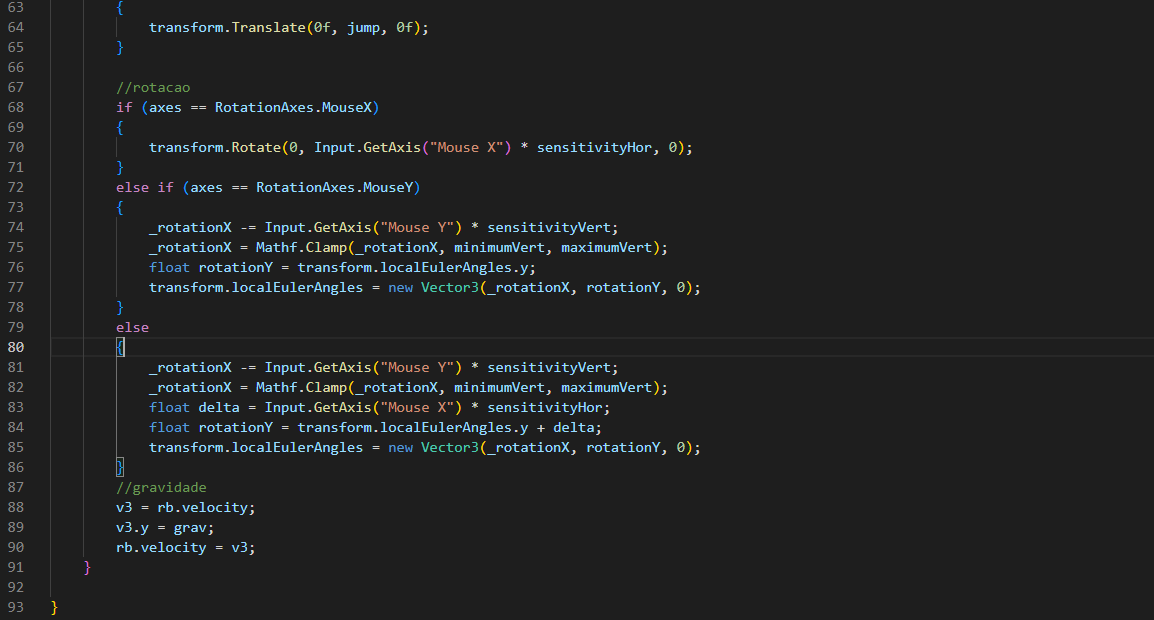 63 {
64 transform.Translate(0f, jump, 0f);
65 }
66
67 //rotacao
68 if (axes == RotationAxes.MouseX)
69 {
70 transform.Rotate(0, Input.GetAxis("Mouse X") * sensitivityHor, 0);
71 }
72 else if (axes == RotationAxes.MouseY)
73 {
74 _rotationX -= Input.GetAxis("Mouse Y") * sensitivityVert;
75 _rotationX = Mathf.Clamp(_rotationX, minimumVert, maximumVert);
76 float rotationY = transform.localEulerAngles.y;
77 transform.localEulerAngles = new Vector3(_rotationX, rotationY, 0);
78 }
79 else
80 {
81 _rotationX -= Input.GetAxis("Mouse Y") * sensitivityVert;
82 _rotationX = Mathf.Clamp(_rotationX, minimumVert, maximumVert);
83 float delta = Input.GetAxis("Mouse X") * sensitivityHor;
84 float rotationY = transform.localEulerAngles.y + delta;
85 transform.localEulerAngles = new Vector3(_rotationX, rotationY, 0);
86 }
87 //gravidade
88 v3 = rb.velocity;
89 v3.y = grav;
90 rb.velocity = v3;
91 }
92
93 }